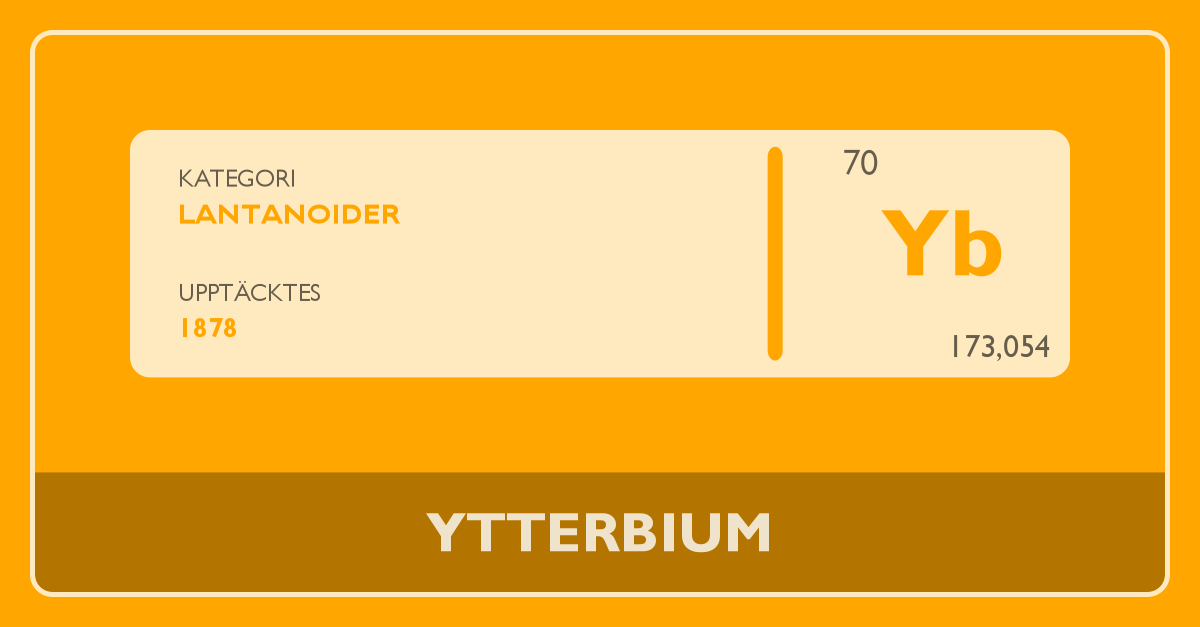 KATEGORI
LANTANOIDER
UPPTÄCKTES
1878
70
Yb
173,054
YTTERBIUM